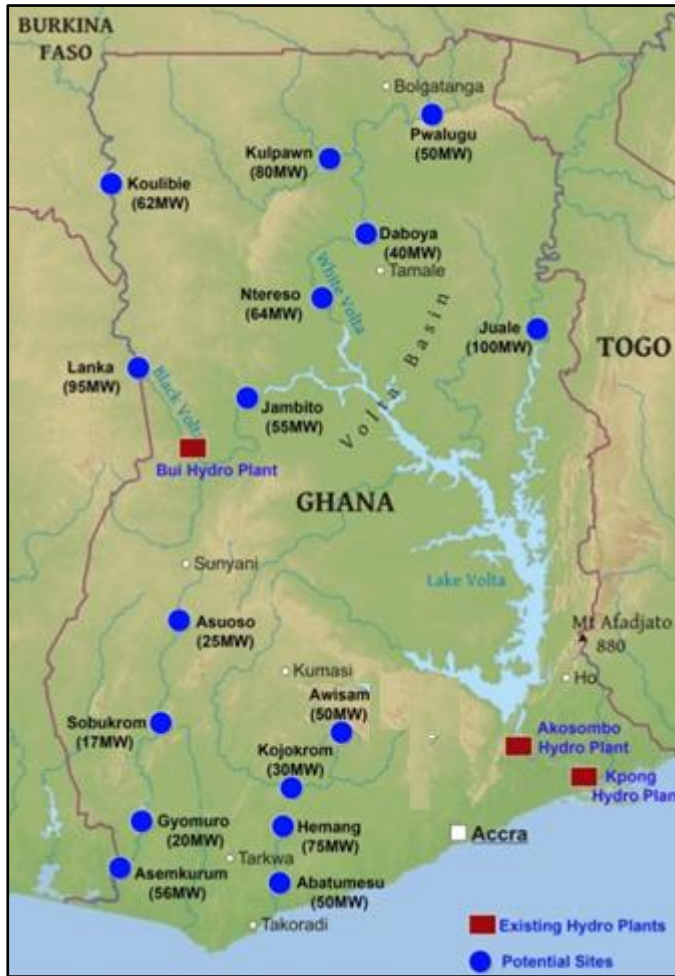 BURKINA
FASO
Bolgatanga
Pwalugu
(50MW)
Kulpawn
(80MW)
Koulibie
(62MW)
Daboya
(40MW)
White Volta
Tamale
Ntereso
(64MW)
Volta Basin
Juale
(100MW)
TOGO
Lanka
(95MW)
Black Volta
Jambito
(55MW)
Bui Hydro Plant
GHANA
Sunyani
Lake Volta
Asuoso
(25MW)
Mt Afadjato
880
Kumasi
Ho
Awisam
(50MW)
Sobukrom
(17MW)
Akosombo
Hydro Plant
Kojokrom
(30MW)
Kpong
Hydro Plant
Gyomuro
(20MW)
Hemang
(75MW)
Accra
Tarkwa
Asemkurum
(56MW)
Abatumesu
(50MW)
Takoradi
Existing Hydro Plants
Potential Sites